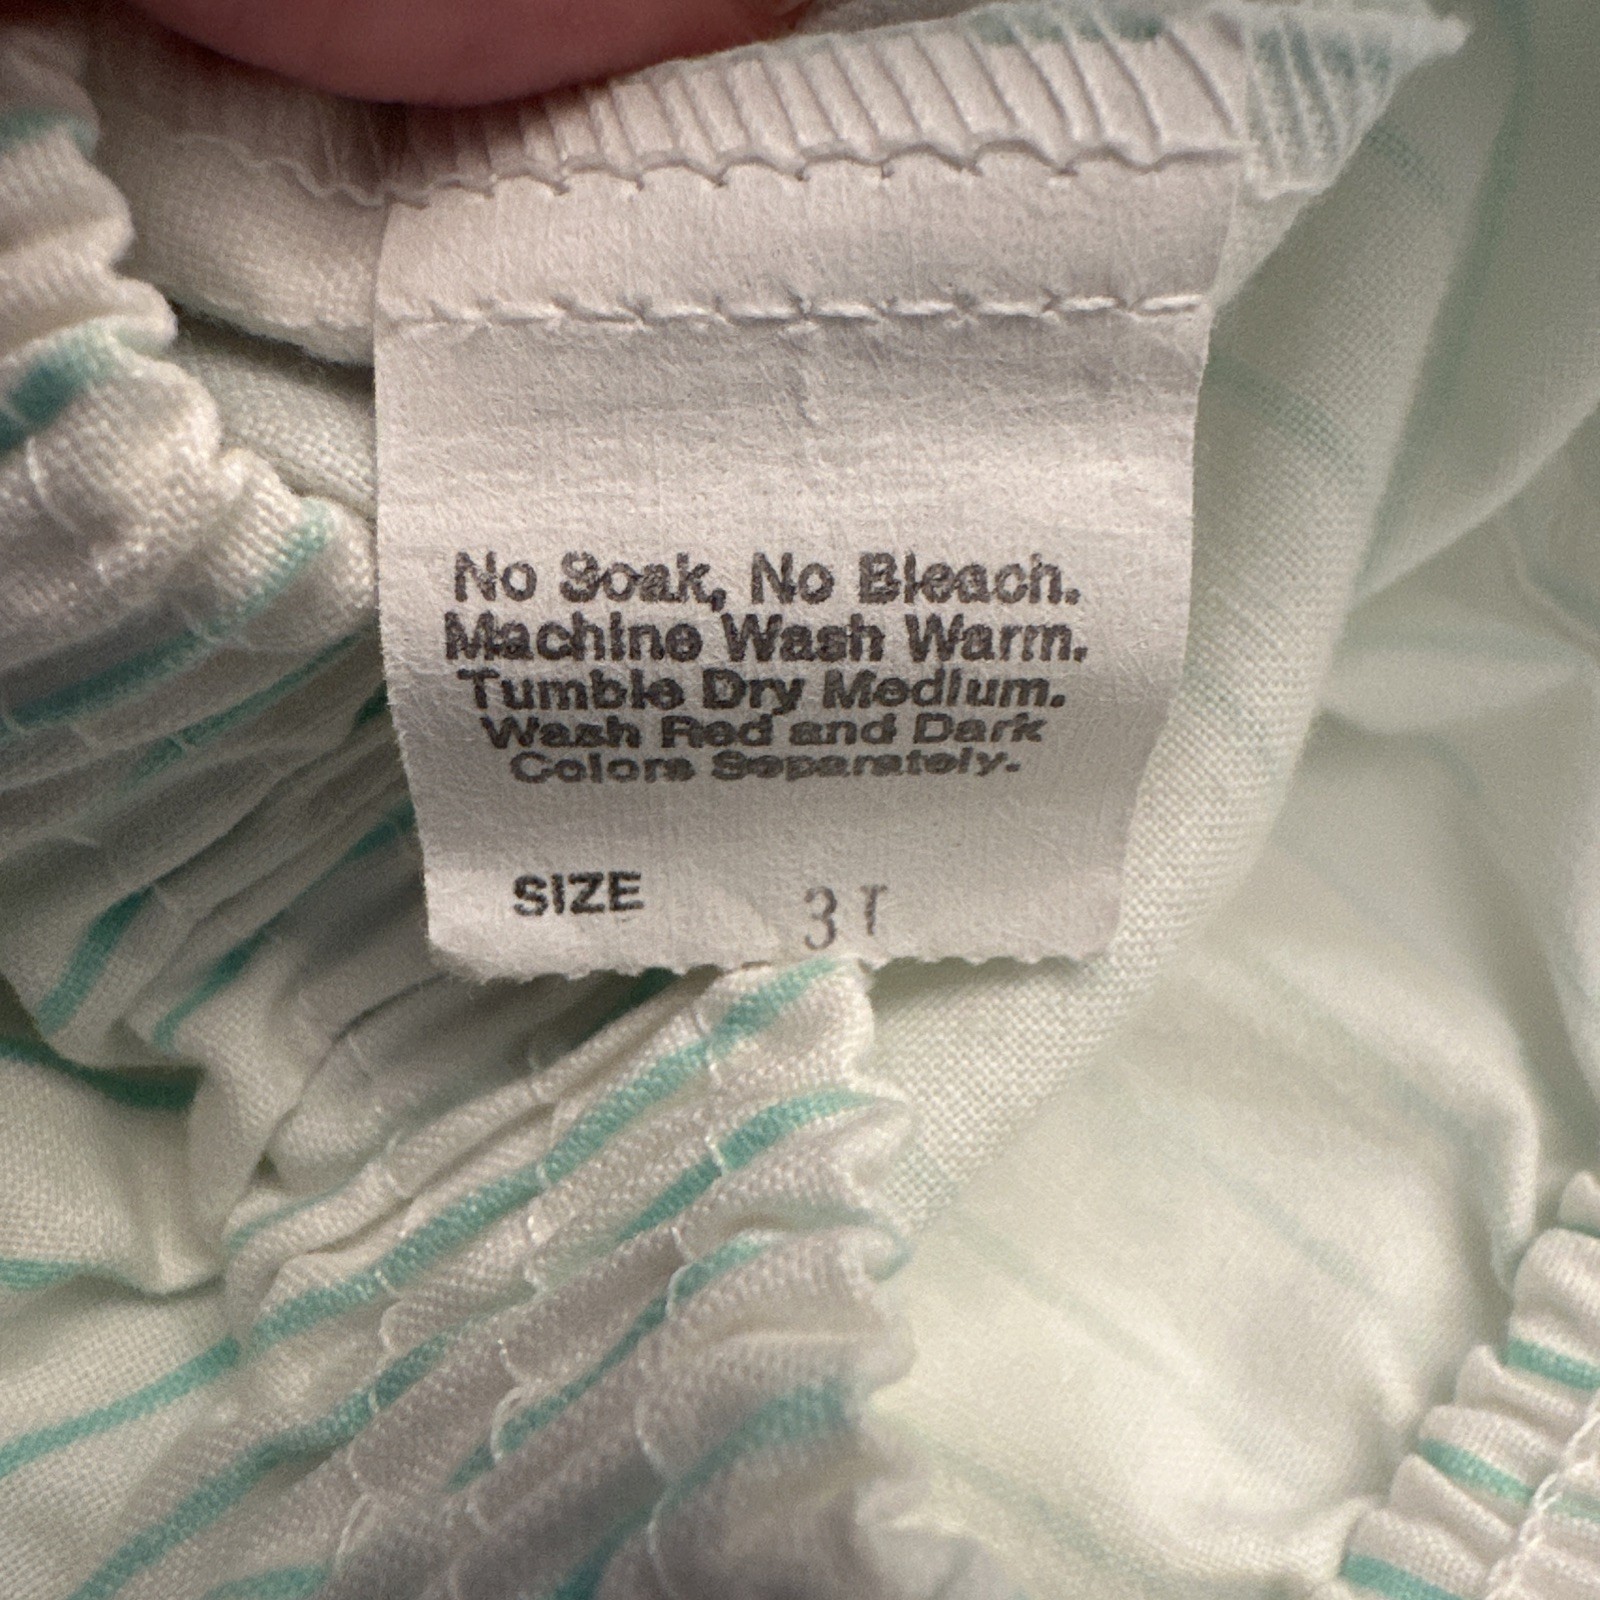 No Soak, No Bleach.
Machine Wash Warm.
Tumble Dry Medium.
Wash Red and Dark
Colors Separately.
SIZE 3T